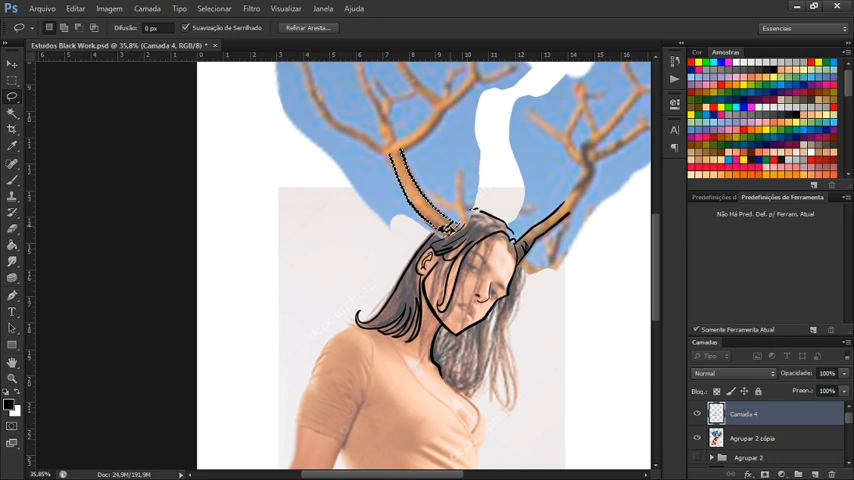 Ps Arquivo Editar Imagem Camada Tipo Selecionar Filtro Visualizar Janela Ajuda
Difusão: 0 px Suavização de Serrilhado Refinar Aresta... Essenciais
Estudos Black Work.psd @ 35,8% (Camada 4, RGB/8) *
Cor Amostras
Predefinições d Predefinições de Ferramenta
Não Há Pred. Def. p/ Ferram. Atual
Somente Ferramenta Atual
Camadas
Tipo
Normal Opacidade: 100%
Bloq.: Preen.: 100%
Camada 4
Agrupar 2 cópia
Agrupar 2
35,85% Doc: 24,9M/191,9M